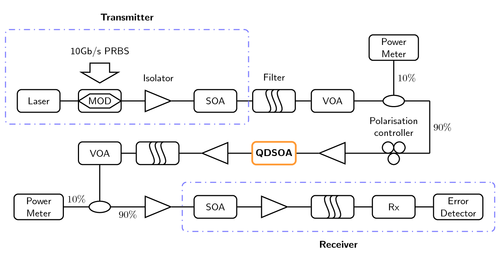 Transmitter
10Gb/s PRBS
Power
Meter
Isolator
Filter
10%
Laser
MOD
SOA
VOA
Polarisation
controller
90%
VOA
QDSOA
Power
Meter
10%
90%
SOA
Rx
Error
Detector
Receiver